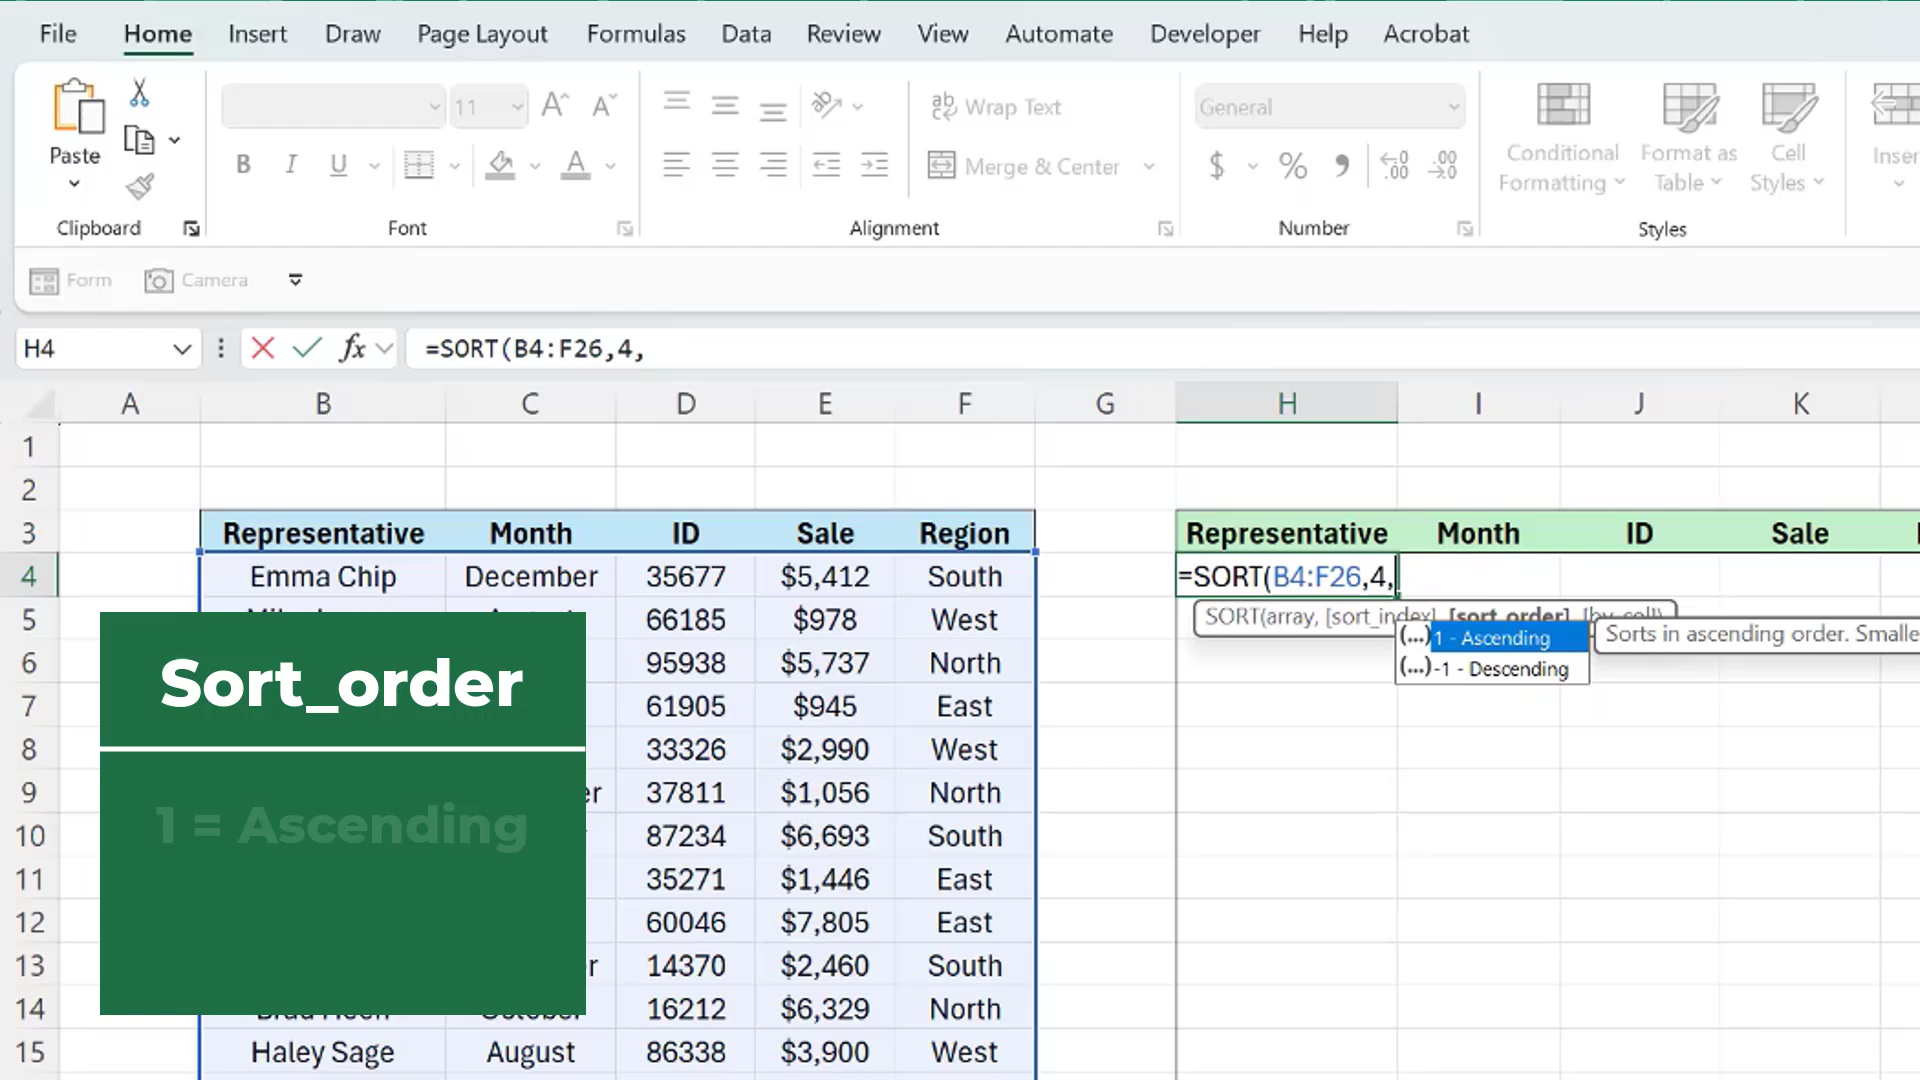 File Home Insert Draw Page Layout Formulas Data Review View Automate Developer Help Acrobat
Paste
11
Wrap Text
Merge & Center
General
Conditional Formatting
Format as Table
Cell Styles
Clipboard Font Alignment Number Styles
Form Camera
H4 fx =SORT(B4:F26,4,
A B C D E F G H I J K
1
2
3 Representative Month ID Sale Region Representative Month ID Sale
4 Emma Chip December 35677 $5,412 South =SORT(B4:F26,4,
SORT(array, [sort_index], [sort_order], [by_col])
5 66185 $978 West
(...) 1 - Ascending Sorts in ascending order.
6 95938 $5,737 North
(...) -1 - Descending
7 61905 $945 East
8 33326 $2,990 West
9 37811 $1,056 North
10 87234 $6,693 South
11 35271 $1,446 East
12 60046 $7,805 East
13 14370 $2,460 South
14 16212 $6,329 North
15 Haley Sage August 86338 $3,900 West
Sort_order
1 = Ascending